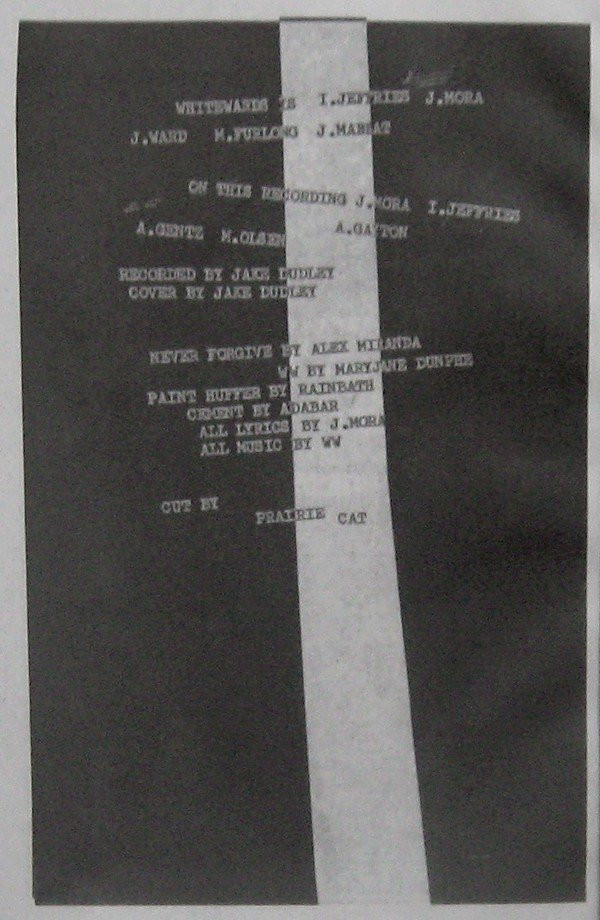 WHITEWARDS IS I.JEFFRIES J.MORA
J.WARD M.FURLONG J.MARRAT
ON THIS RECORDING J.MORA I.JEFFRIES
A.GENTZ M.OLSEN A.GAYTON
RECORDED BY JAKE DUDLEY
COVER BY JAKE DUDLEY
NEVER FORGIVE BY ALEX MIRANDA
WW BY MARYJANE DUNPHE
PAINT HUFFER BY RAINBATH
CEMENT BY ADABAR
ALL LYRICS BY J.MORA
ALL MUSIC BY WW
CUT BY PRAIRIE CAT